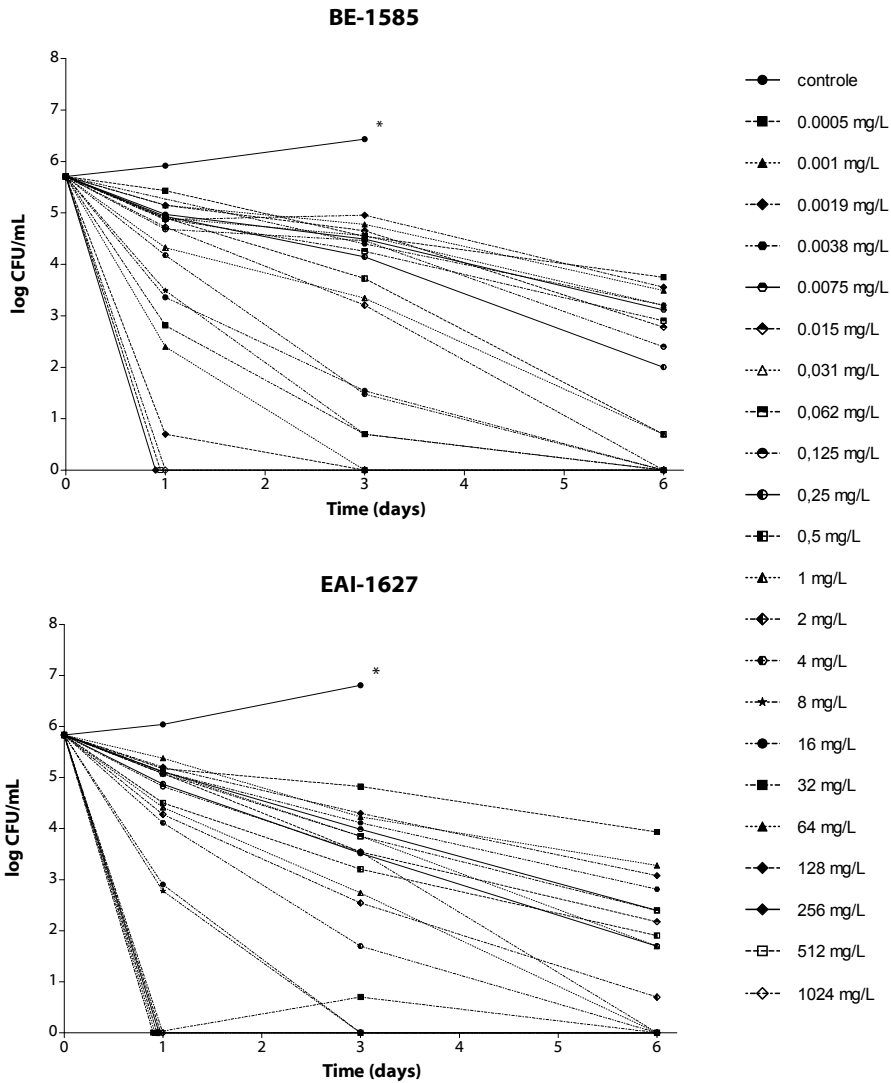 BE-1585
8
7
6
5
4
3
2
1
0
log CFU/mL
*
0 1 2 3 4 5 6
Time (days)
EAI-1627
8
7
6
5
4
3
2
1
0
log CFU/mL
*
0 1 2 3 4 5 6
Time (days)
controle
0.0005 mg/L
0.001 mg/L
0.0019 mg/L
0.0038 mg/L
0.0075 mg/L
0.015 mg/L
0,031 mg/L
0,062 mg/L
0,125 mg/L
0,25 mg/L
0,5 mg/L
1 mg/L
2 mg/L
4 mg/L
8 mg/L
16 mg/L
32 mg/L
64 mg/L
128 mg/L
256 mg/L
512 mg/L
1024 mg/L